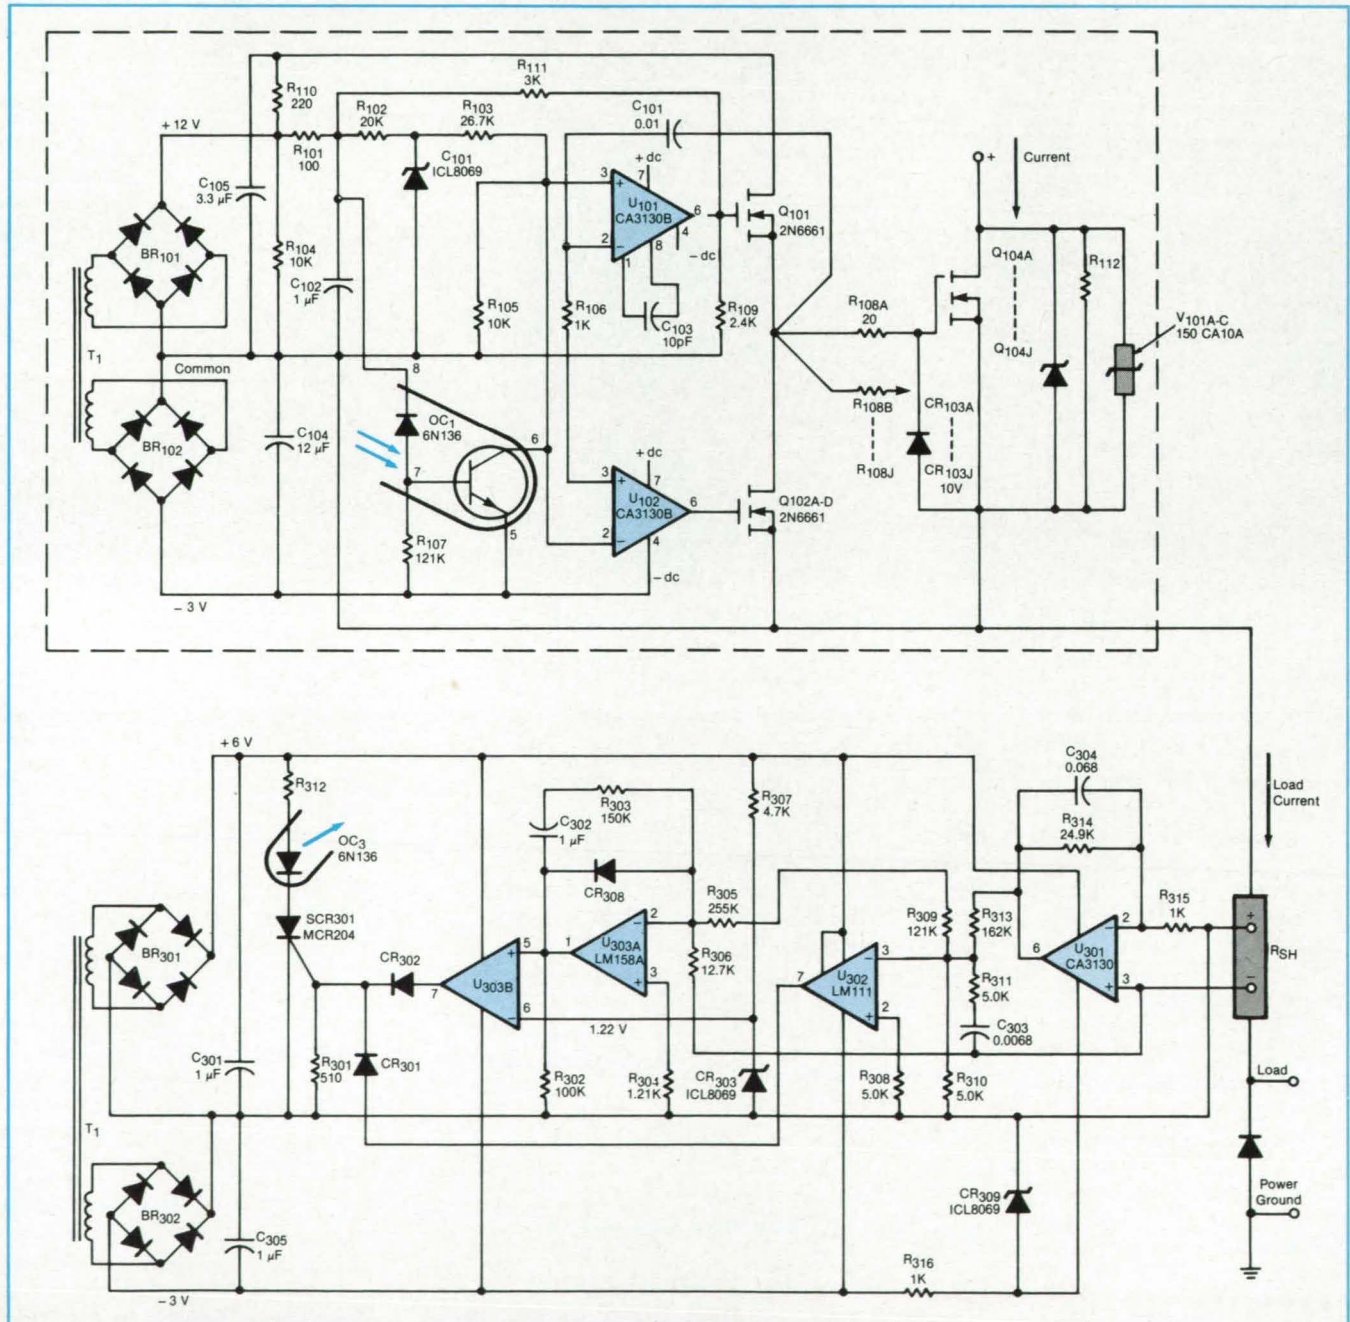 R111
3K
R110
220
R102
20K
R103
26.7K
C101
0.01
+12 V
R101
100
C101
ICL8069
+ dc
Current
+
3
+
7
U101
CA3130B
6
4
8
2
−
1
− dc
Q101
2N6661
C105
3.3 µF
BR101
R104
10K
C102
1 µF
R105
10K
R106
1K
C103
10pF
R109
2.4K
R108A
20
Q104A
Q104J
R112
V101A-C
150 CA10A
T1
Common
8
BR102
C104
12 µF
OC1
6N136
6
7
5
R108B
R108J
CR103A
CR103J
10V
+ dc
3
+
7
U102
CA3130B
6
2
−
4
− dc
Q102A-D
2N6661
R107
121K
− 3 V
+ 6 V
R312
OC3
6N136
R303
150K
C302
1 µF
CR308
R307
4.7K
C304
0.068
R314
24.9K
Load
Current
SCR301
MCR204
R305
255K
R309
121K
R313
162K
R315
1K
BR301
CR302
5
+
U303B
7
6
−
1
U303A
LM158A
2
−
3
+
R306
12.7K
7
U302
LM111
3
−
2
+
R311
5.0K
6
U301
CA3130
2
−
3
+
+
RSH
−
1.22 V
C303
0.0068
C301
1 µF
R301
510
CR301
R302
100K
R304
1.21K
CR303
ICL8069
R308
5.0K
R310
5.0K
Load
T1
BR302
C305
1 µF
CR309
ICL8069
Power
Ground
R316
1K
− 3 V